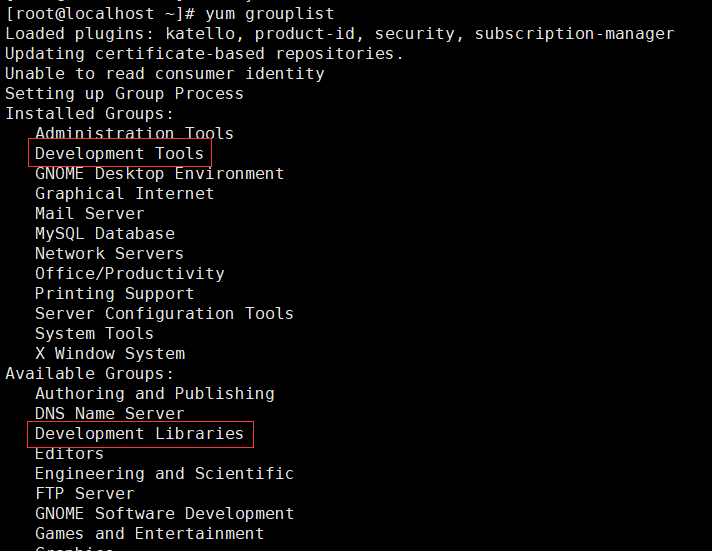 [root@localhost ~]# yum grouplist
Loaded plugins: katello, product-id, security, subscription-manager
Updating certificate-based repositories.
Unable to read consumer identity
Setting up Group Process
Installed Groups:
Administration Tools
Development Tools
GNOME Desktop Environment
Graphical Internet
Mail Server
MySQL Database
Network Servers
Office/Productivity
Printing Support
Server Configuration Tools
System Tools
X Window System
Available Groups:
Authoring and Publishing
DNS Name Server
Development Libraries
Editors
Engineering and Scientific
FTP Server
GNOME Software Development
Games and Entertainment